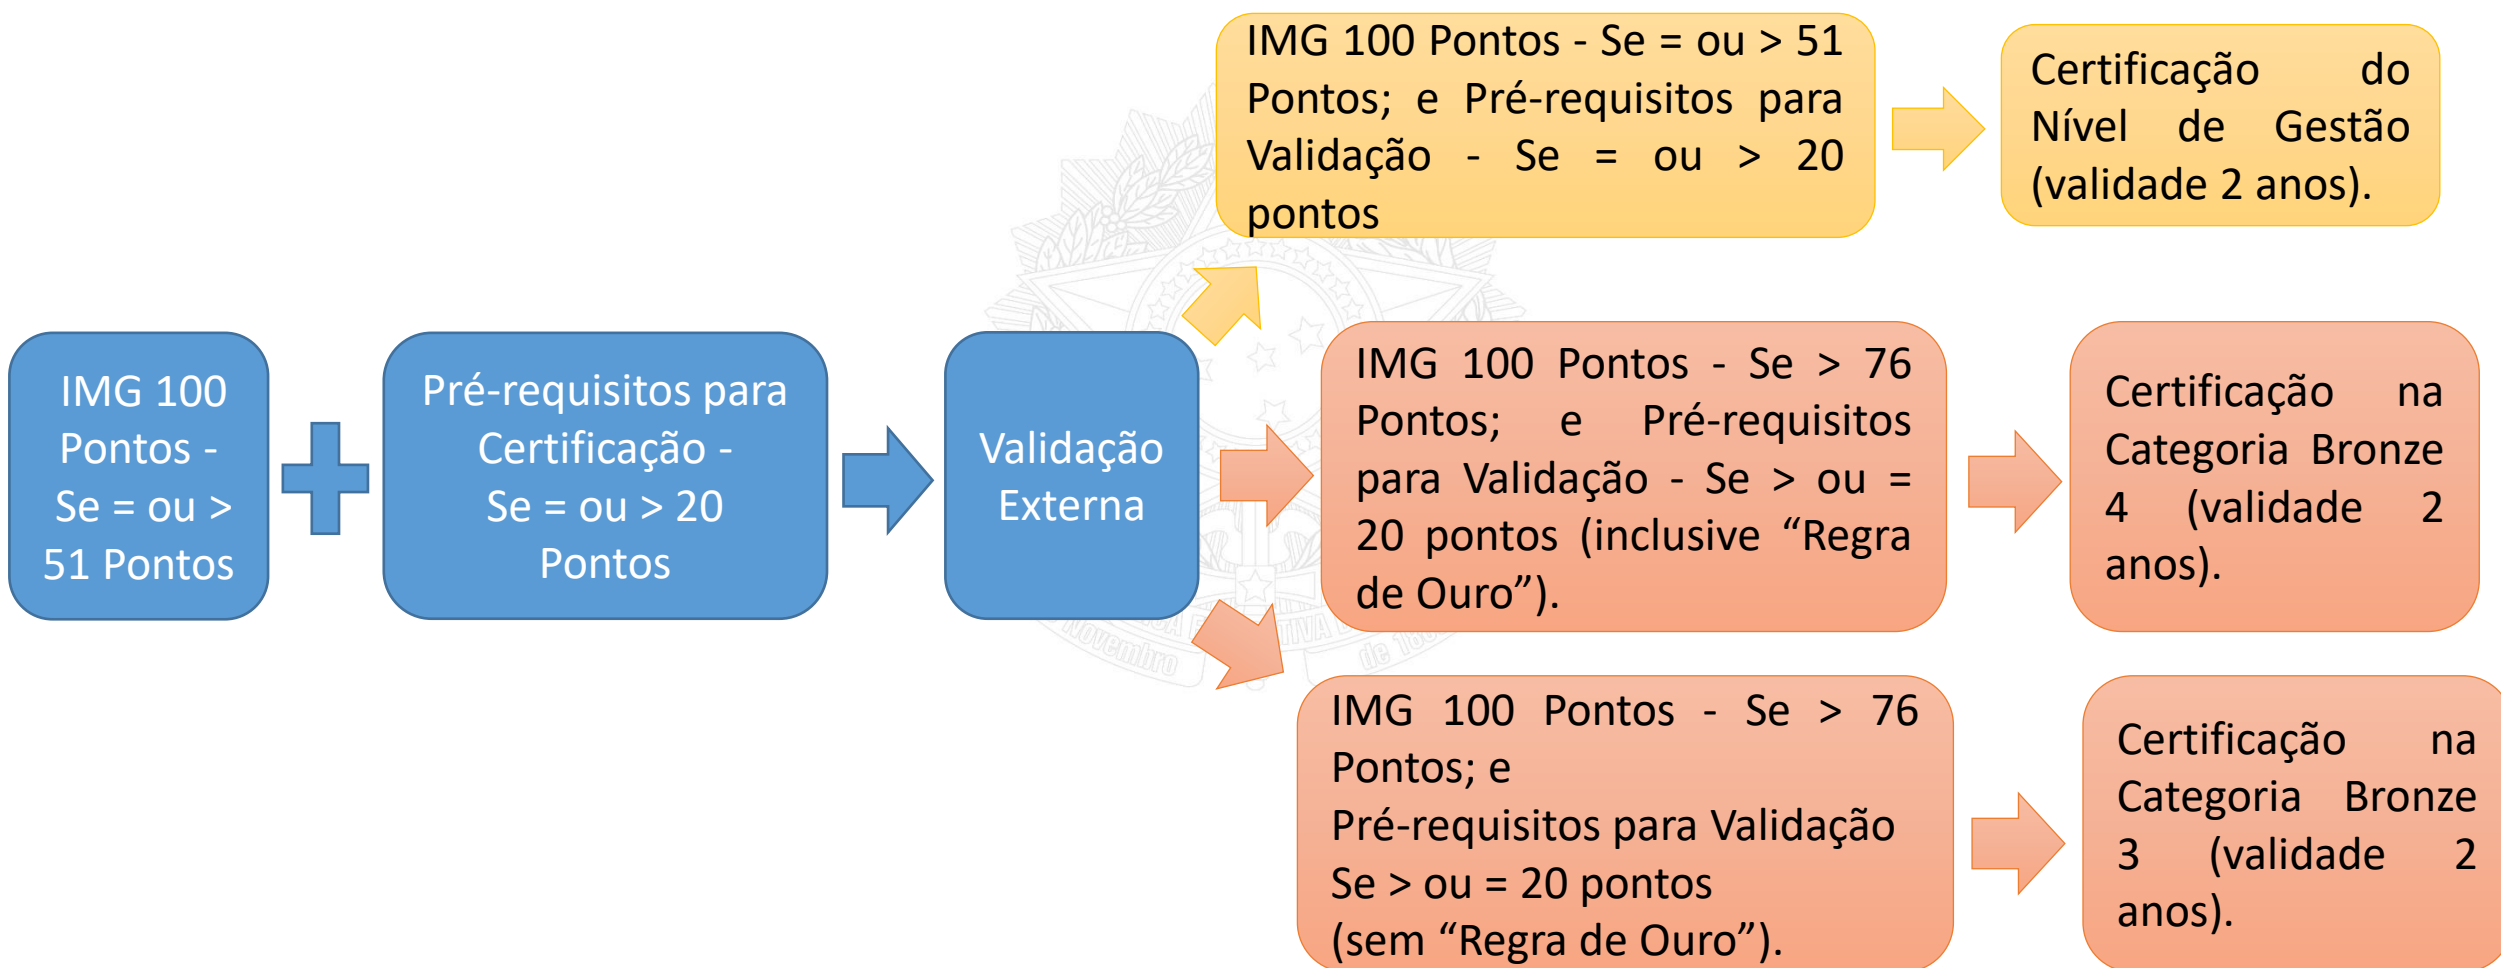 IMG 100
Pontos -
Se = ou >
51 Pontos
Pré-requisitos para
Certificação -
Se = ou > 20
Pontos
Validação
Externa
IMG 100 Pontos - Se = ou > 51
Pontos; e Pré-requisitos para
Validação - Se = ou > 20
pontos
Certificação do
Nível de Gestão
(validade 2 anos).
IMG 100 Pontos - Se > 76
Pontos; e Pré-requisitos
para Validação - Se > ou =
20 pontos (inclusive “Regra
de Ouro”).
Certificação na
Categoria Bronze
4 (validade 2
anos).
IMG 100 Pontos - Se > 76
Pontos; e
Pré-requisitos para Validação
Se > ou = 20 pontos
(sem “Regra de Ouro”).
Certificação na
Categoria Bronze
3 (validade 2
anos).
Novembro